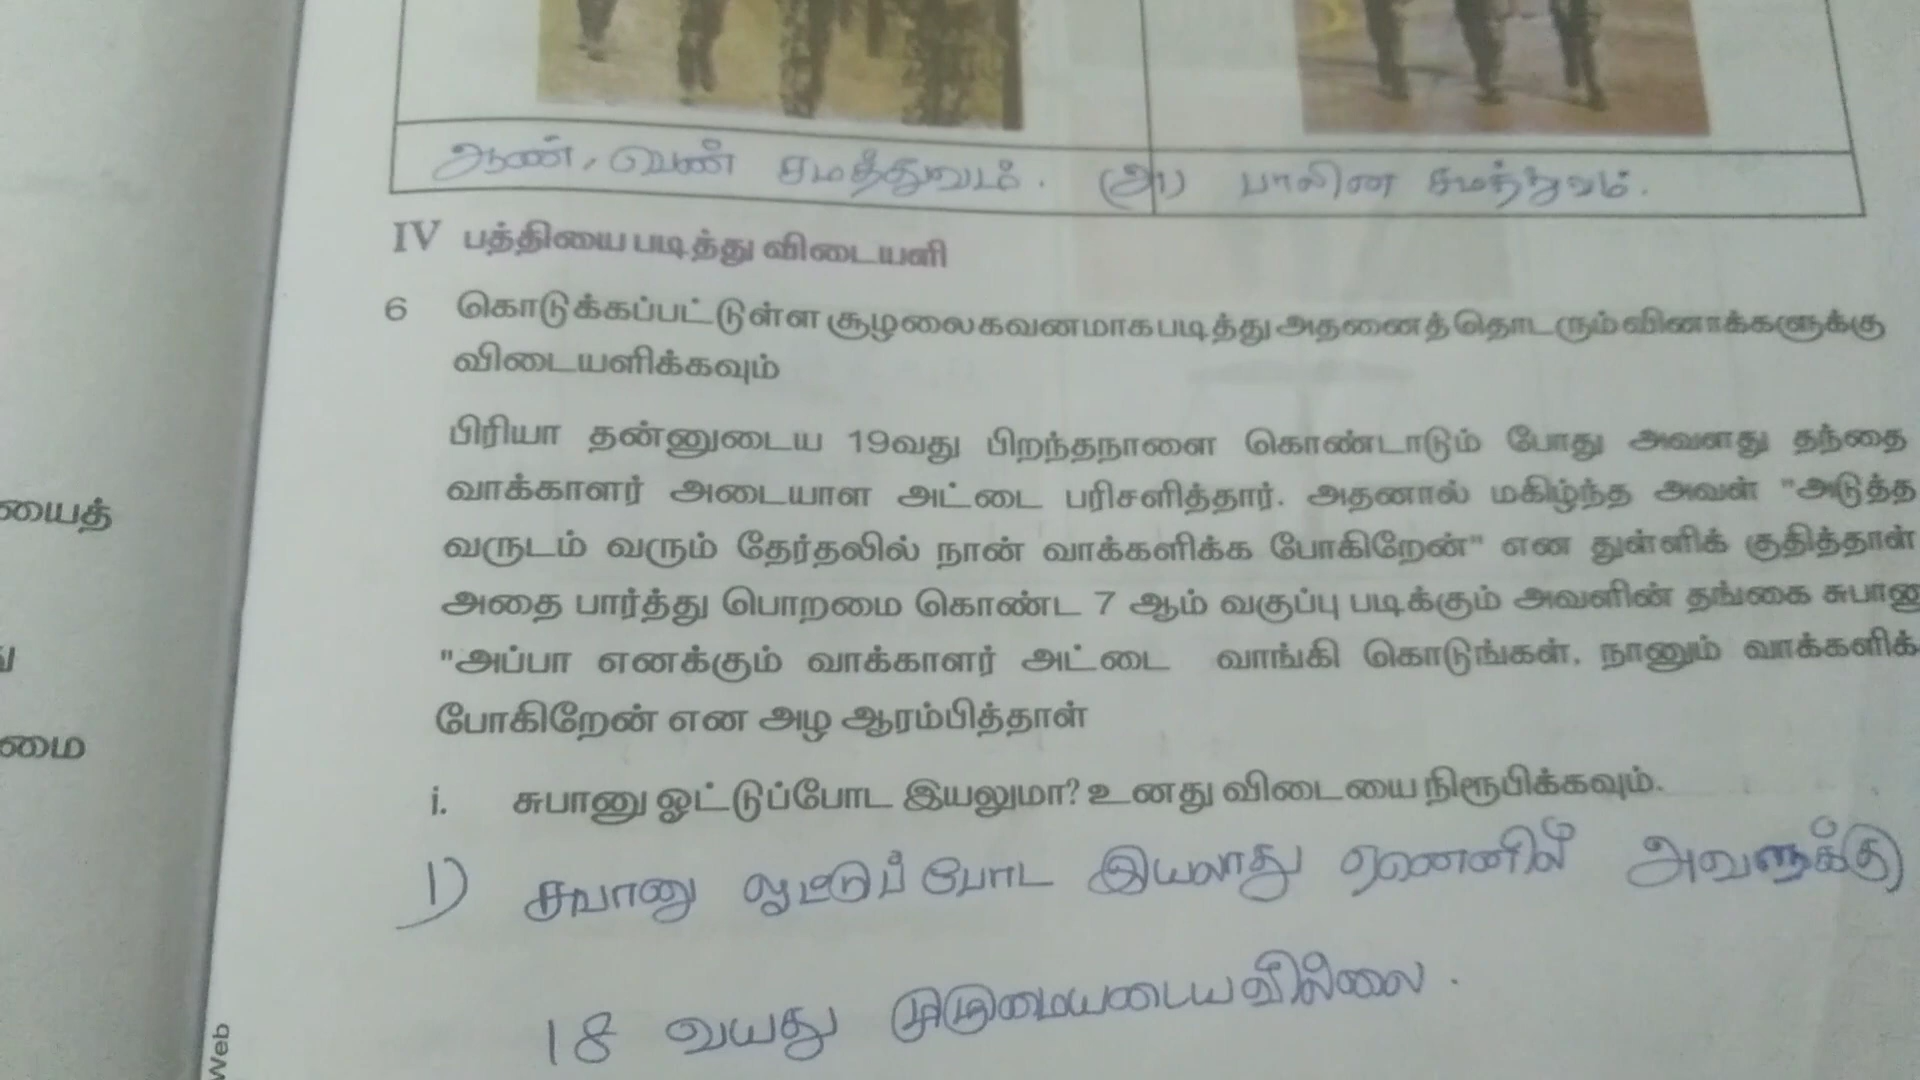 ஆண், பெண் சமத்துவம். (அ) பாலின சமத்துவம்.
IV பத்தியை படித்து விடையளி
6 கொடுக்கப்பட்டுள்ள சூழலை கவனமாக படித்து அதனைத் தொடரும் வினாக்களுக்கு
விடையளிக்கவும்
பிரியா தன்னுடைய 19வது பிறந்தநாளை கொண்டாடும் போது அவளது தந்தை
வாக்காளர் அடையாள அட்டை பரிசளித்தார். அதனால் மகிழ்ந்த அவள் "அடுத்த
யைத்
வருடம் வரும் தேர்தலில் நான் வாக்களிக்க போகிறேன்" என துள்ளிக் குதித்தாள்
அதை பார்த்து பொறமை கொண்ட 7 ஆம் வகுப்பு படிக்கும் அவளின் தங்கை சுபானு
"அப்பா எனக்கும் வாக்காளர் அட்டை வாங்கி கொடுங்கள். நானும் வாக்களிக்
போகிறேன் என அழ ஆரம்பித்தாள்
மை
i. சுபானு ஓட்டுப்போட இயலுமா? உனது விடையை நிரூபிக்கவும்.
1) சுபானு ஓட்டுப் போட இயலாது ஏனெனில் அவளுக்கு
18 வயது முழுமையடையவில்லை.
Web